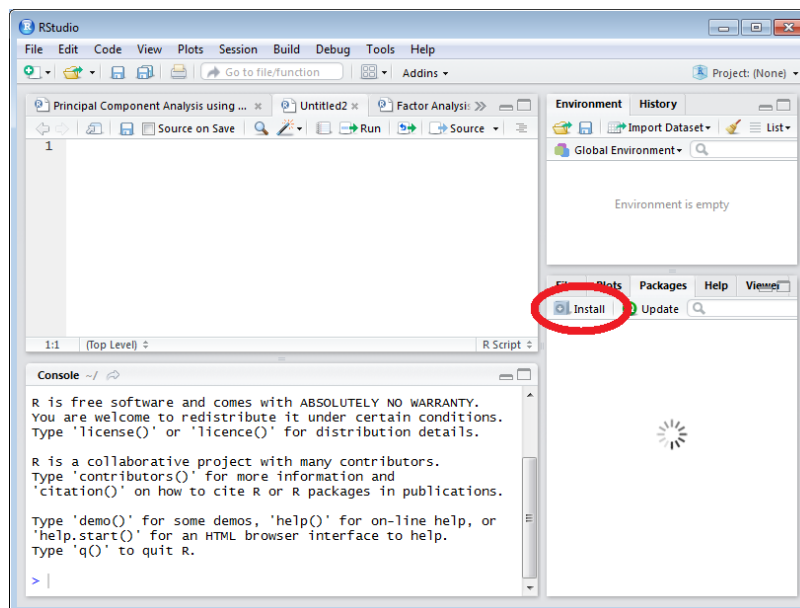 RStudio
File Edit Code View Plots Session Build Debug Tools Help
Go to file/function Addins Project: (None)
Principal Component Analysis using ... Untitled2 Factor Analysis
Source on Save Run Source
1
1:1 (Top Level) R Script
Console ~/
R is free software and comes with ABSOLUTELY NO WARRANTY.
You are welcome to redistribute it under certain conditions.
Type 'license()' or 'licence()' for distribution details.
R is a collaborative project with many contributors.
Type 'contributors()' for more information and
'citation()' on how to cite R or R packages in publications.
Type 'demo()' for some demos, 'help()' for on-line help, or
'help.start()' for an HTML browser interface to help.
Type 'q()' to quit R.
>
Environment History
Import Dataset List
Global Environment
Environment is empty
Files Plots Packages Help Viewer
Install Update